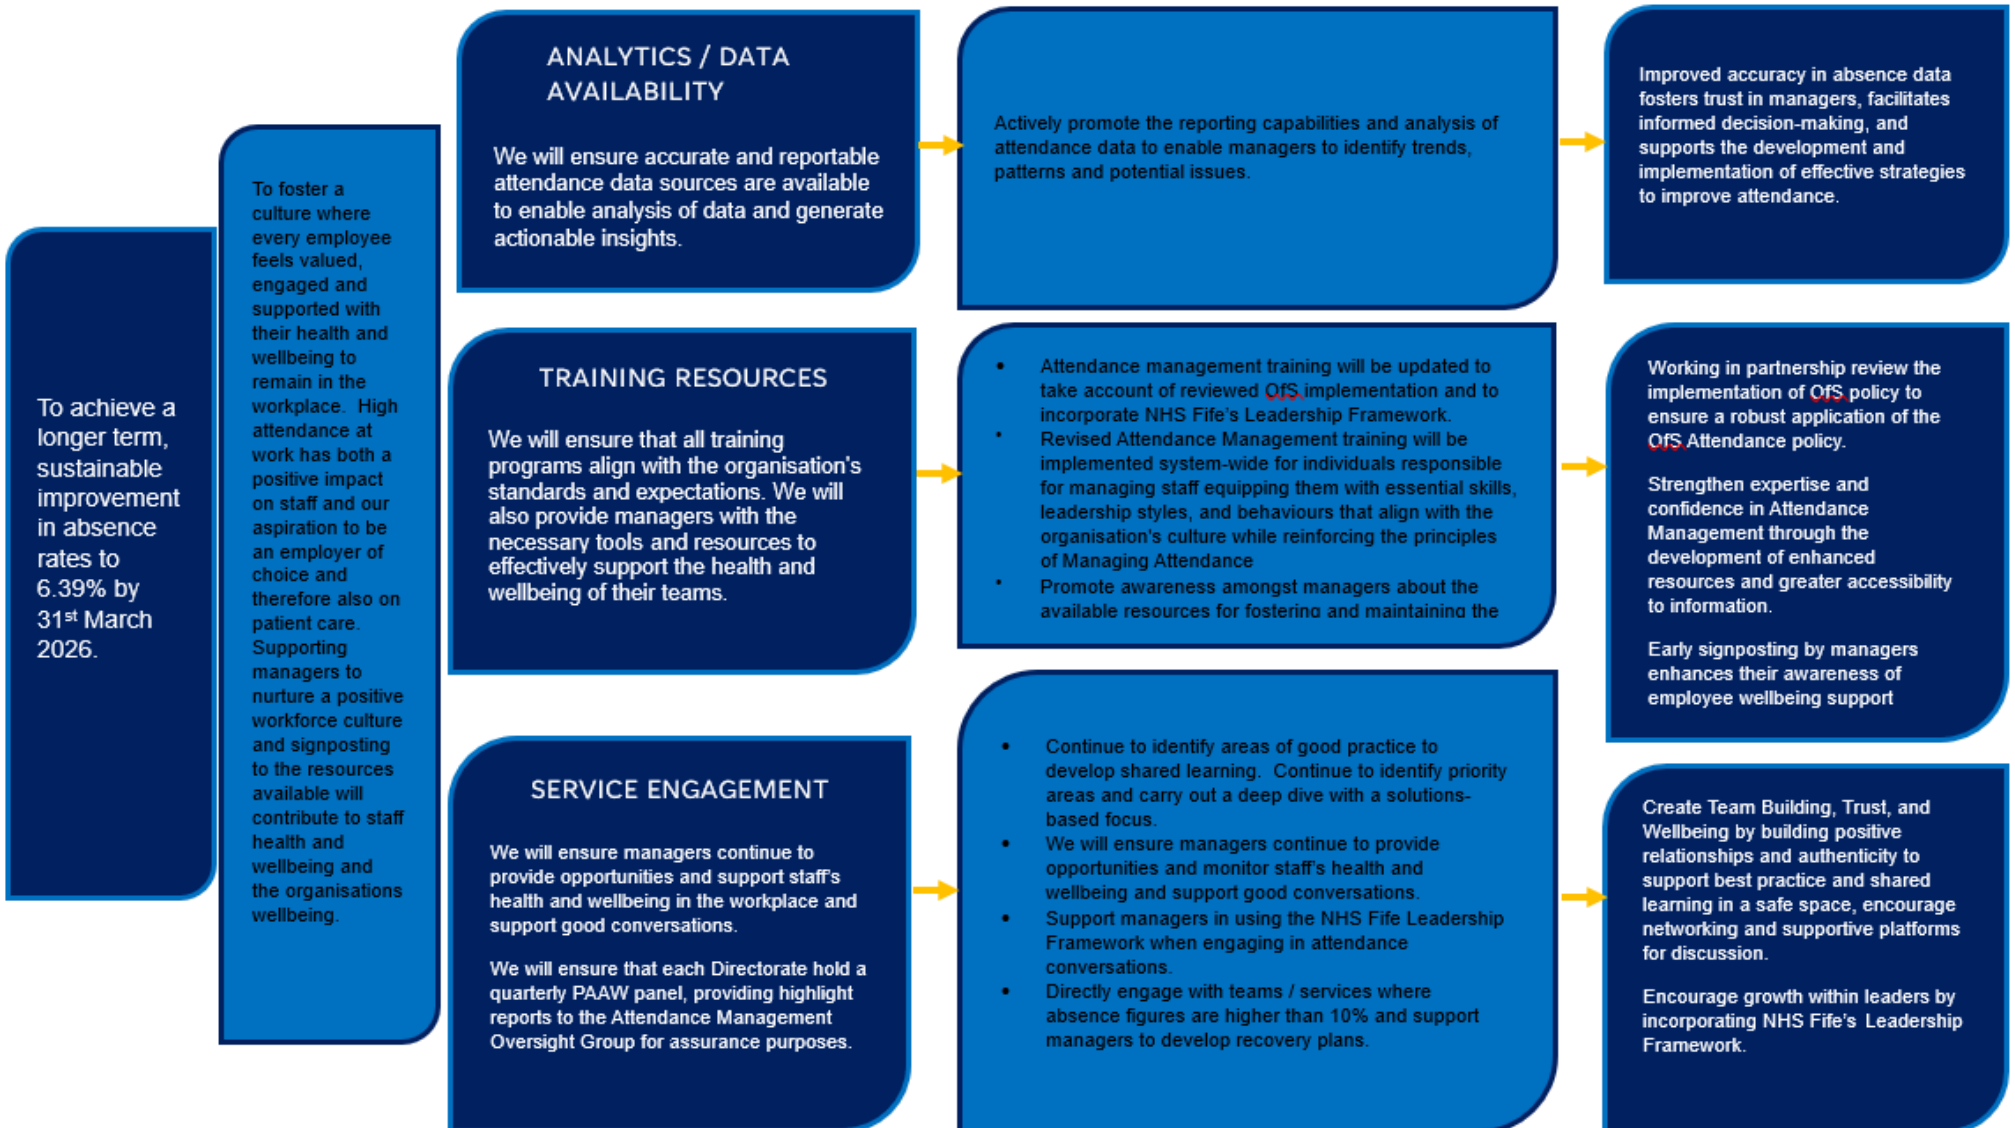 To achieve a
longer term,
sustainable
improvement
in absence
rates to
6.39% by
31st March
2026.
To foster a
culture where
every employee
feels valued,
engaged and
supported with
their health and
wellbeing to
remain in the
workplace.  High
attendance at
work has both a
positive impact
on staff and our
aspiration to be
an employer of
choice and
therefore also on
patient care.
Supporting
managers to
nurture a positive
workforce culture
and signposting
to the resources
available will
contribute to staff
health and
wellbeing and
the organisations
wellbeing.
ANALYTICS / DATA
AVAILABILITY
We will ensure accurate and reportable
attendance data sources are available
to enable analysis of data and generate
actionable insights.
Actively promote the reporting capabilities and analysis of
attendance data to enable managers to identify trends,
patterns and potential issues.
Improved accuracy in absence data
fosters trust in managers, facilitates
informed decision-making, and
supports the development and
implementation of effective strategies
to improve attendance.
TRAINING RESOURCES
We will ensure that all training
programs align with the organisation's
standards and expectations. We will
also provide managers with the
necessary tools and resources to
effectively support the health and
wellbeing of their teams.
• Attendance management training will be updated to
take account of reviewed OfS implementation and to
incorporate NHS Fife's Leadership Framework.
• Revised Attendance Management training will be
implemented system-wide for individuals responsible
for managing staff equipping them with essential skills,
leadership styles, and behaviours that align with the
organisation's culture while reinforcing the principles
of Managing Attendance
• Promote awareness amongst managers about the
available resources for fostering and maintaining the
Working in partnership review the
implementation of OfS policy to
ensure a robust application of the
OfS Attendance policy.
Strengthen expertise and
confidence in Attendance
Management through the
development of enhanced
resources and greater accessibility
to information.
Early signposting by managers
enhances their awareness of
employee wellbeing support
SERVICE ENGAGEMENT
We will ensure managers continue to
provide opportunities and support staff's
health and wellbeing in the workplace and
support good conversations.
We will ensure that each Directorate hold a
quarterly PAAW panel, providing highlight
reports to the Attendance Management
Oversight Group for assurance purposes.
• Continue to identify areas of good practice to
develop shared learning.  Continue to identify priority
areas and carry out a deep dive with a solutions-
based focus.
• We will ensure managers continue to provide
opportunities and monitor staff's health and
wellbeing and support good conversations.
• Support managers in using the NHS Fife Leadership
Framework when engaging in attendance
conversations.
• Directly engage with teams / services where
absence figures are higher than 10% and support
managers to develop recovery plans.
Create Team Building, Trust, and
Wellbeing by building positive
relationships and authenticity to
support best practice and shared
learning in a safe space, encourage
networking and supportive platforms
for discussion.
Encourage growth within leaders by
incorporating NHS Fife's Leadership
Framework.